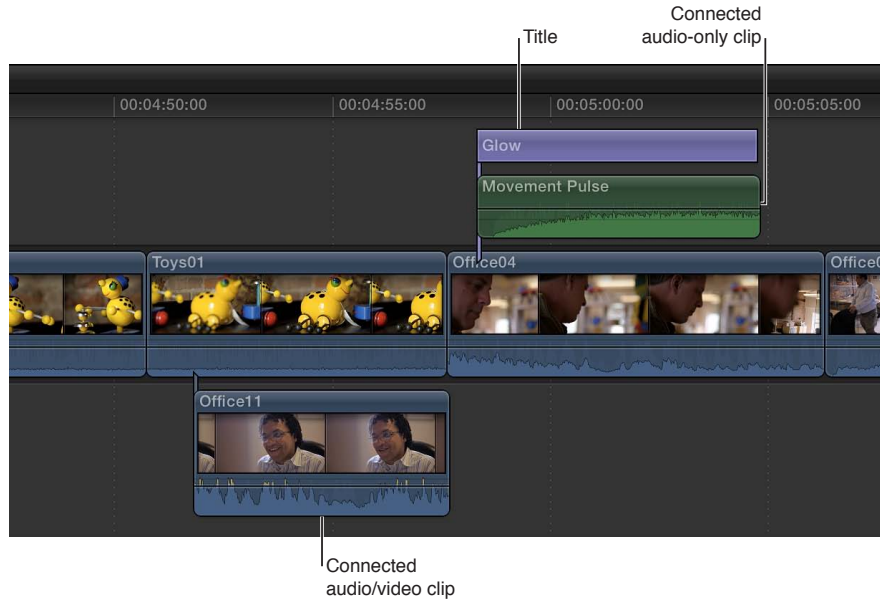 Connected
Title
audio-only clip
00:04:50:00
00:04:55:00
00:05:00:00
00:05:05:00
Glow
Movement Pulse
Toys01
Office04
Office11
Connected
audio/video clip